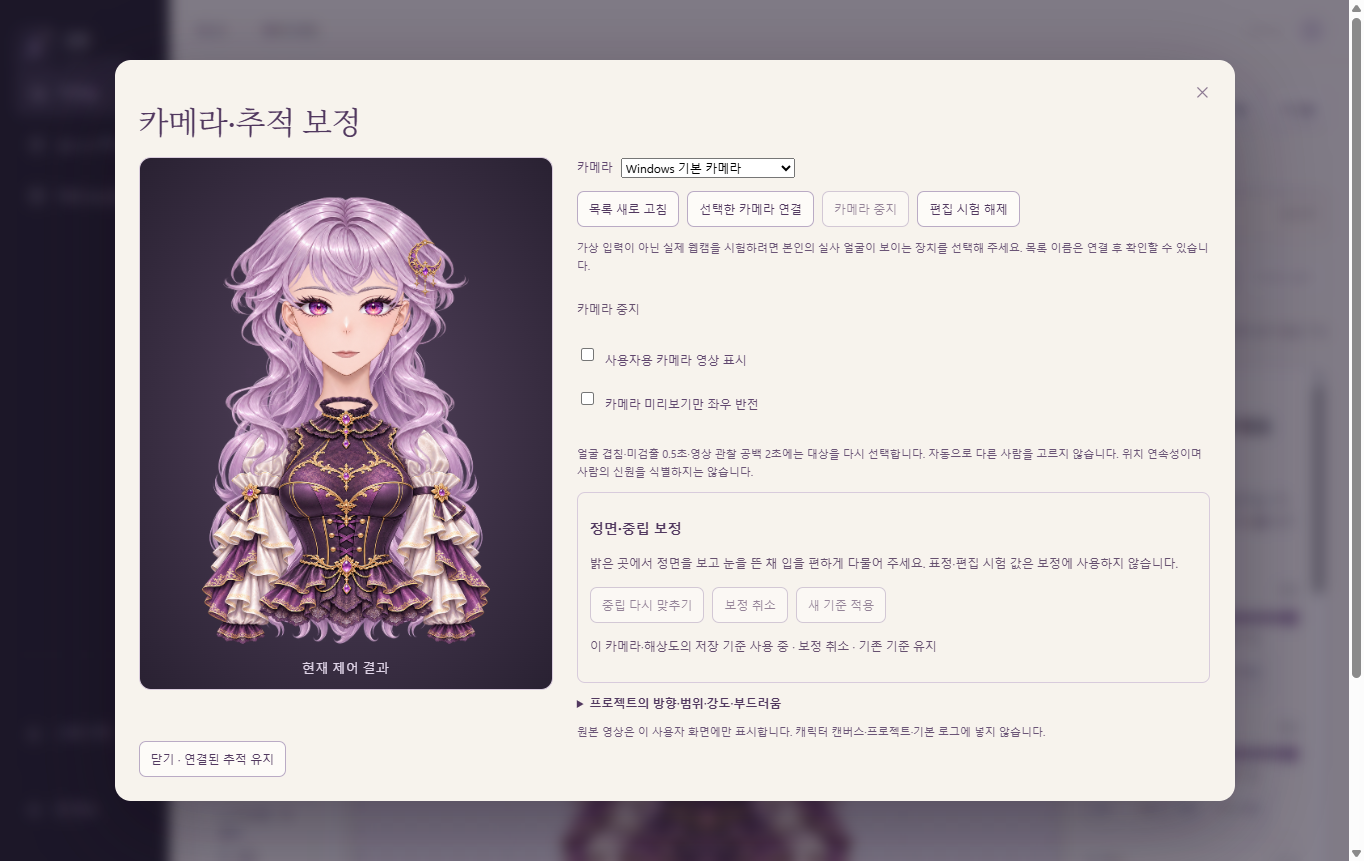 카메라·추적 보정
카메라 Windows 기본 카메라
목록 새로 고침 선택한 카메라 연결 카메라 중지 편집 시험 해제
가상 입력이 아닌 실제 웹캠을 시험하려면 본인의 실사 얼굴이 보이는 장치를 선택해 주세요. 목록 이름은 연결 후 확인할 수 있습니
다.
카메라 중지
사용자용 카메라 영상 표시
카메라 미리보기만 좌우 반전
얼굴 겹침·미검출 0.5초·영상 관찰 공백 2초에는 대상을 다시 선택합니다. 자동으로 다른 사람을 고르지 않습니다. 위치 연속성이며
사람의 신원을 식별하지는 않습니다.
정면·중립 보정
밝은 곳에서 정면을 보고 눈을 뜬 채 입을 편하게 다물어 주세요. 표정·편집 시험 값은 보정에 사용하지 않습니다.
중립 다시 맞추기 보정 취소 새 기준 적용
이 카메라·해상도의 저장 기준 사용 중 · 보정 취소 · 기존 기준 유지
현재 제어 결과
▶ 프로젝트의 방향·범위·강도·부드러움
원본 영상은 이 사용자 화면에만 표시합니다. 캐릭터 캔버스·프로젝트·기본 로그에 넣지 않습니다.
닫기 · 연결된 추적 유지